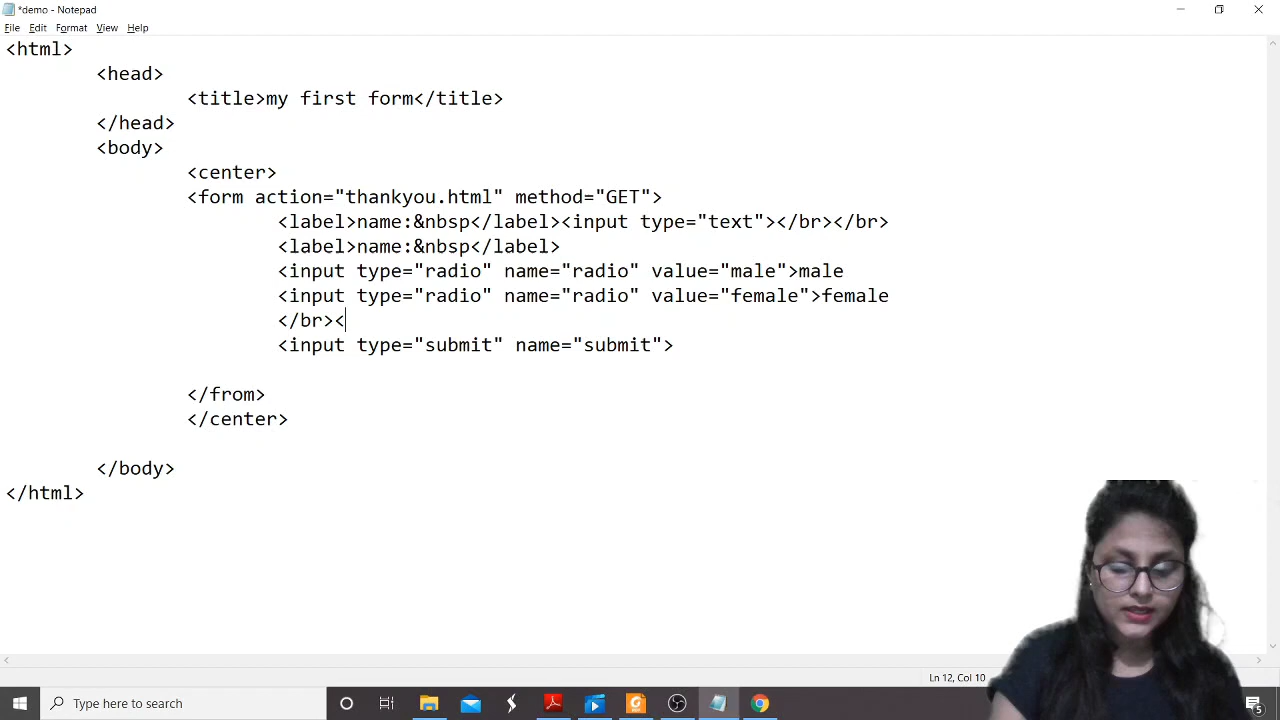 *demo - Notepad
File Edit Format View Help
<html>
<head>
<title>my first form</title>
</head>
<body>
<center>
<form action="thankyou.html" method="GET">
<label>name:&nbsp</label><input type="text"></br></br>
<label>name:&nbsp</label>
<input type="radio" name="radio" value="male">male
<input type="radio" name="radio" value="female">female
</br><
<input type="submit" name="submit">
</from>
</center>
</body>
</html>
Ln 12, Col 10
Type here to search
5